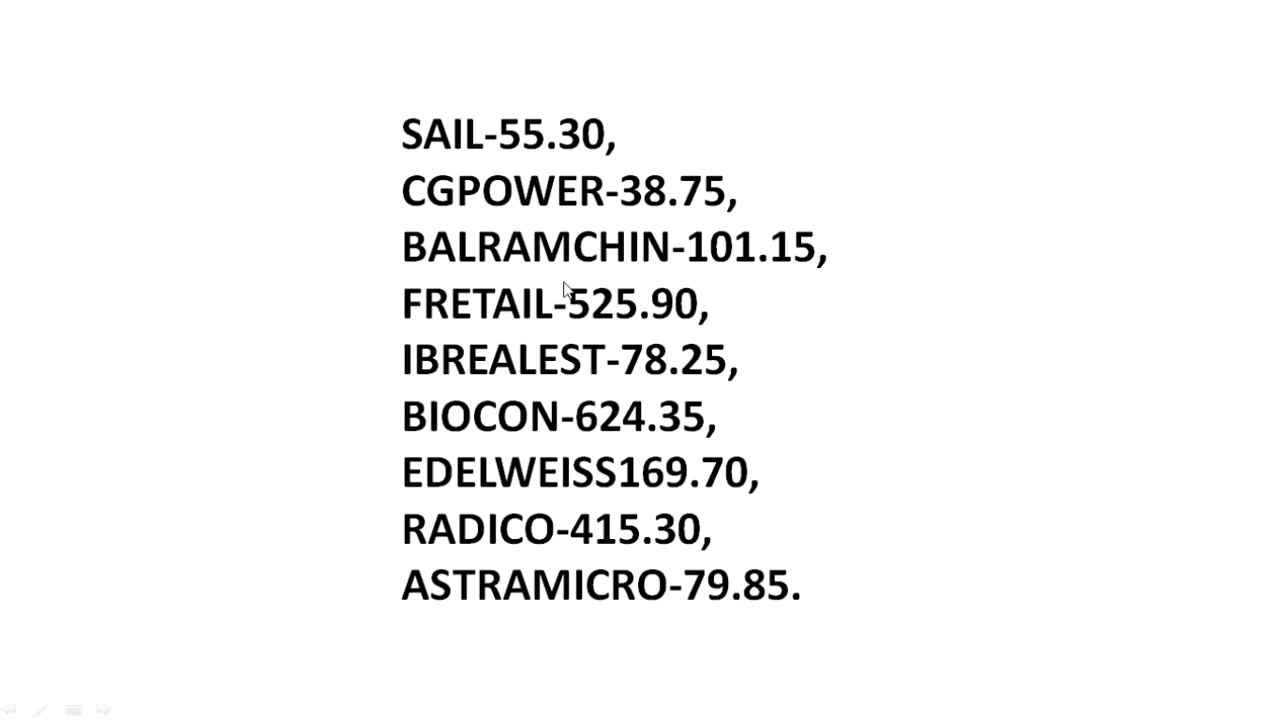 SAIL-55.30,
CGPOWER-38.75,
BALRAMCHIN-101.15,
FRETAIL-525.90,
IBREALEST-78.25,
BIOCON-624.35,
EDELWEISS169.70,
RADICO-415.30,
ASTRAMICRO-79.85.